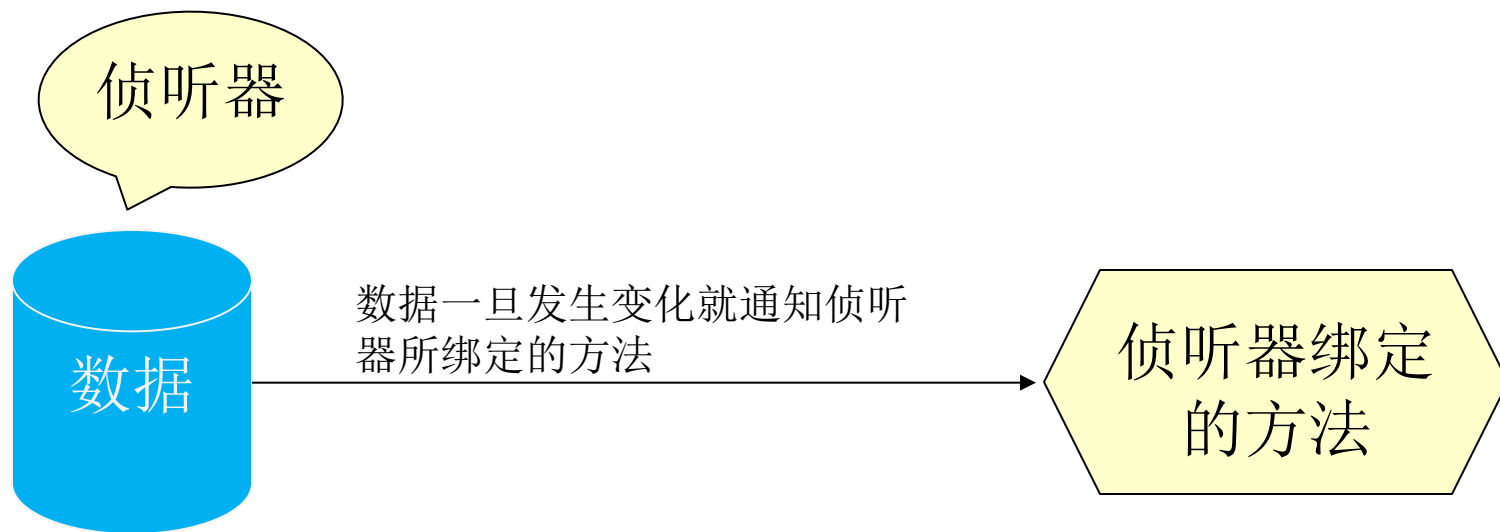 侦听器
数据一旦发生变化就通知侦听
器所绑定的方法
数据
侦听器绑定
的方法